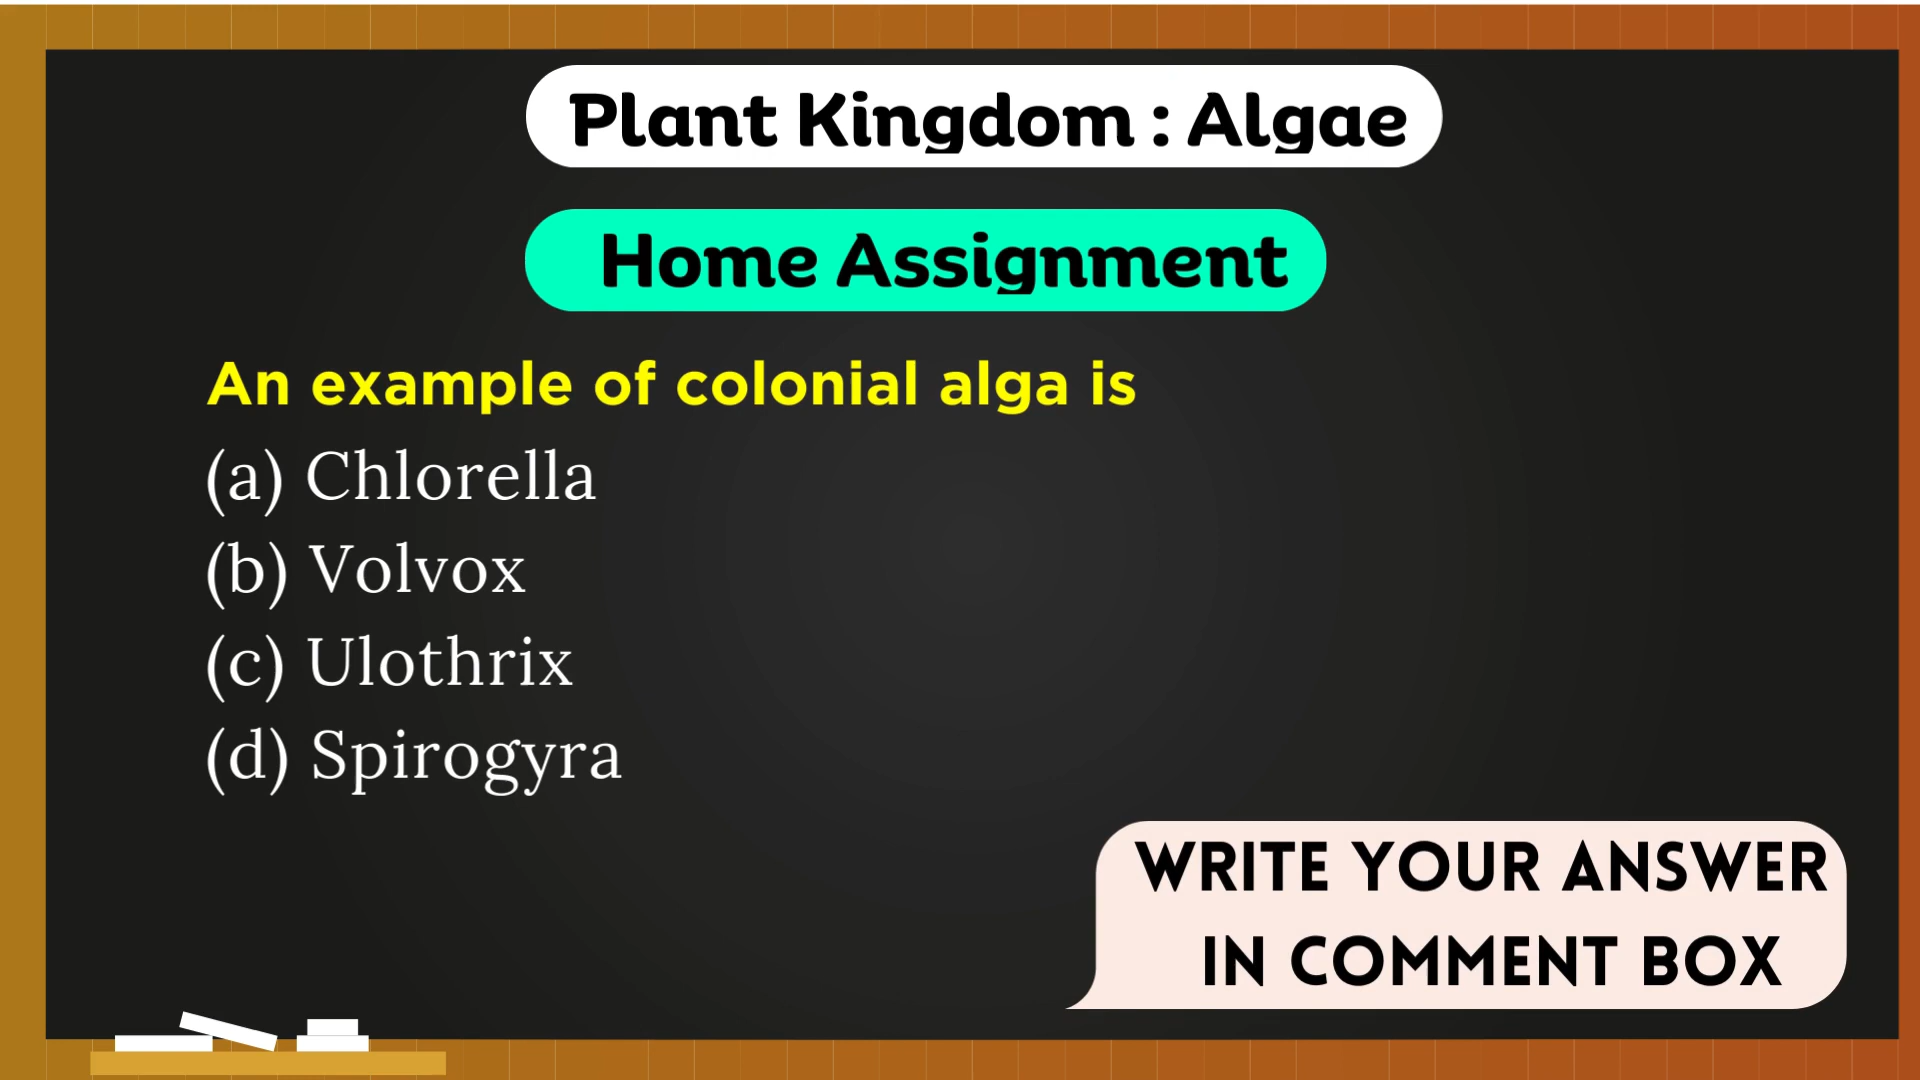 Plant Kingdom : Algae
Home Assignment
An example of colonial alga is
(a) Chlorella
(b) Volvox
(c) Ulothrix
(d) Spirogyra
WRITE YOUR ANSWER
IN COMMENT BOX